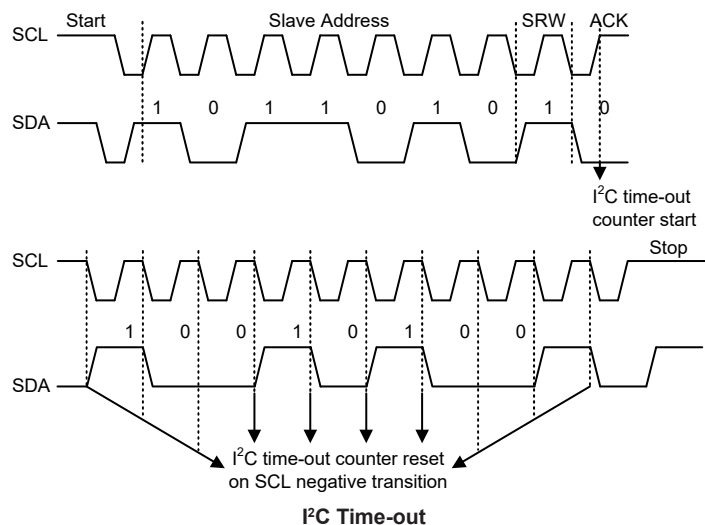 Start Slave Address SRW ACK
SCL
1 0 1 1 0 1 0 1 0
SDA
I²C time-out
counter start
Stop
SCL
1 0 0 1 0 1 0 0
SDA
I²C time-out counter reset
on SCL negative transition
I²C Time-out